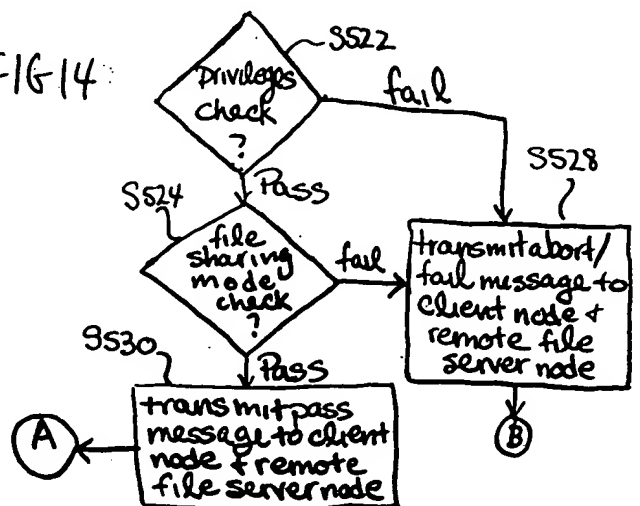 FIG 14
S522
Privileges
check
?
fail
Pass
S528
transmit abort/
fail message to
client node &
remote file
server node
B
S524
file
sharing
mode
check
?
fail
Pass
S530
transmit pass
message to client
node & remote
file server node
A